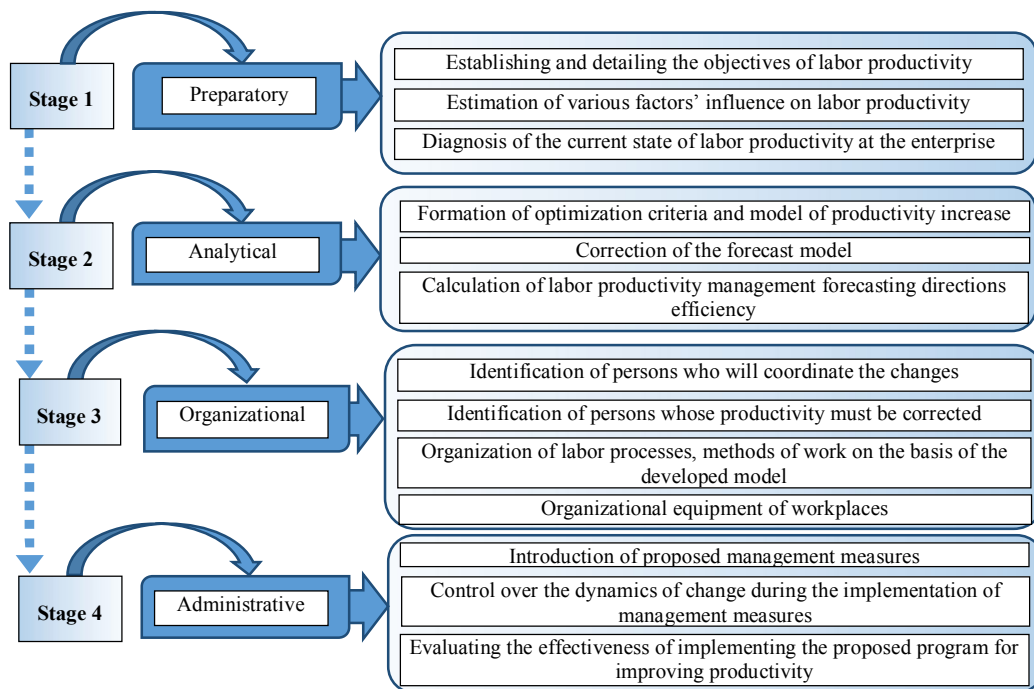 Stage 1
Preparatory
Establishing and detailing the objectives of labor productivity
Estimation of various factors’ influence on labor productivity
Diagnosis of the current state of labor productivity at the enterprise
Stage 2
Analytical
Formation of optimization criteria and model of productivity increase
Correction of the forecast model
Calculation of labor productivity management forecasting directions
efficiency
Stage 3
Organizational
Identification of persons who will coordinate the changes
Identification of persons whose productivity must be corrected
Organization of labor processes, methods of work on the basis of the
developed model
Organizational equipment of workplaces
Stage 4
Administrative
Introduction of proposed management measures
Control over the dynamics of change during the implementation of
management measures
Evaluating the effectiveness of implementing the proposed program for
improving productivity